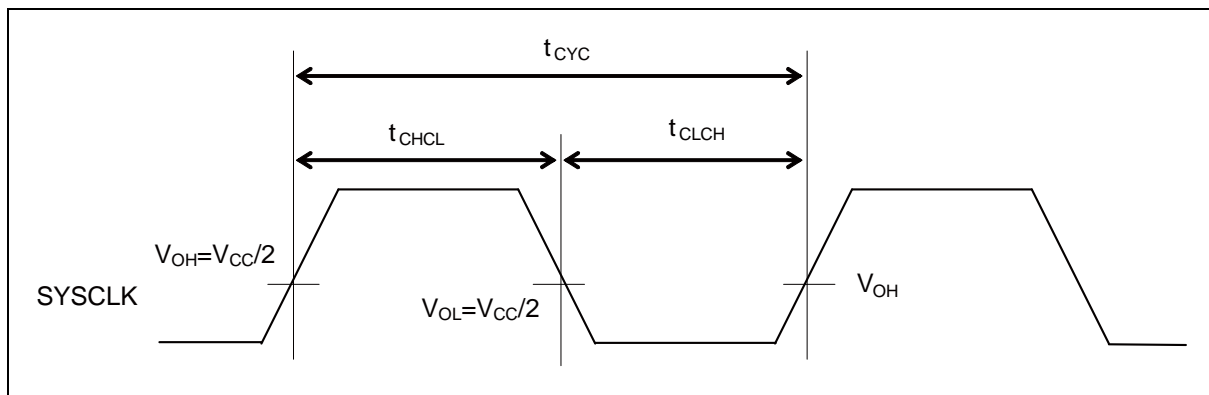 tCYC
tCHCL
tCLCH
VOH=VCC/2
SYSCLK
VOL=VCC/2
VOH